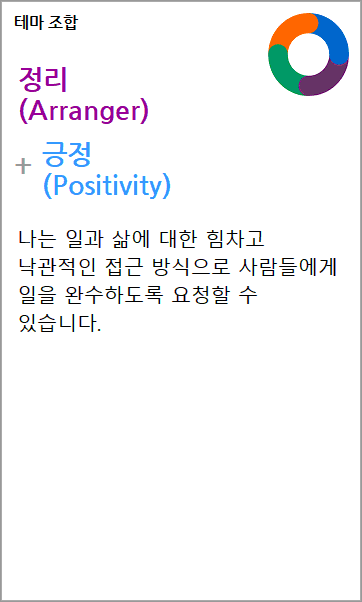 테마 조합
정리
(Arranger)
+ 긍정
(Positivity)
나는 일과 삶에 대한 힘차고
낙관적인 접근 방식으로 사람들에게
일을 완수하도록 요청할 수
있습니다.